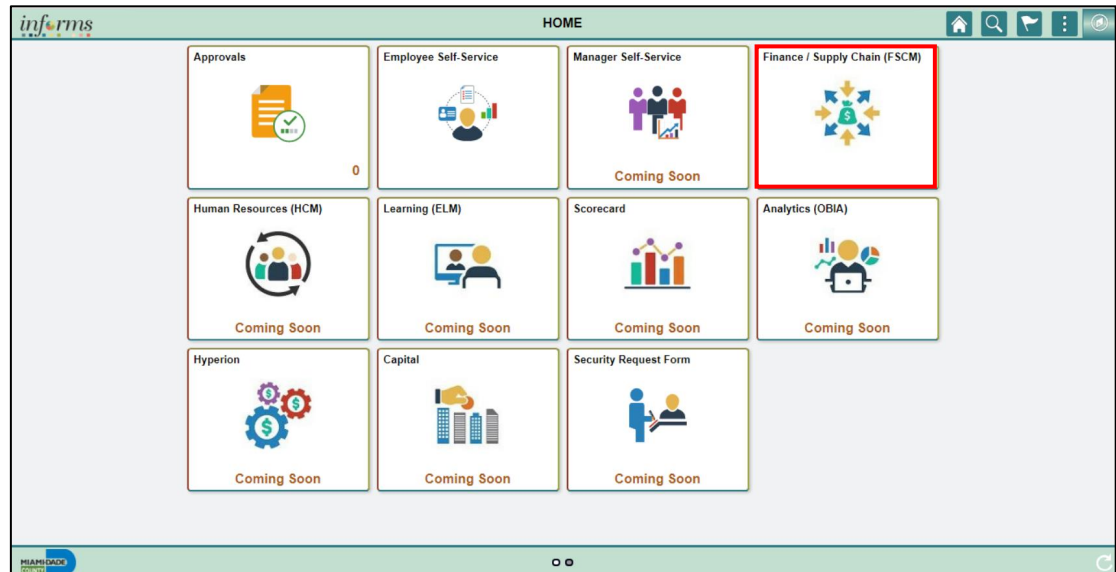 informs
HOME
Approvals
0
Employee Self-Service
Manager Self-Service
Coming Soon
Finance / Supply Chain (FSCM)
$
Human Resources (HCM)
Coming Soon
Learning (ELM)
Coming Soon
Scorecard
Coming Soon
Analytics (OBIA)
Coming Soon
Hyperion
$
$
$
Coming Soon
Capital
Coming Soon
Security Request Form
Coming Soon
MIAMI-DADE
COUNTY